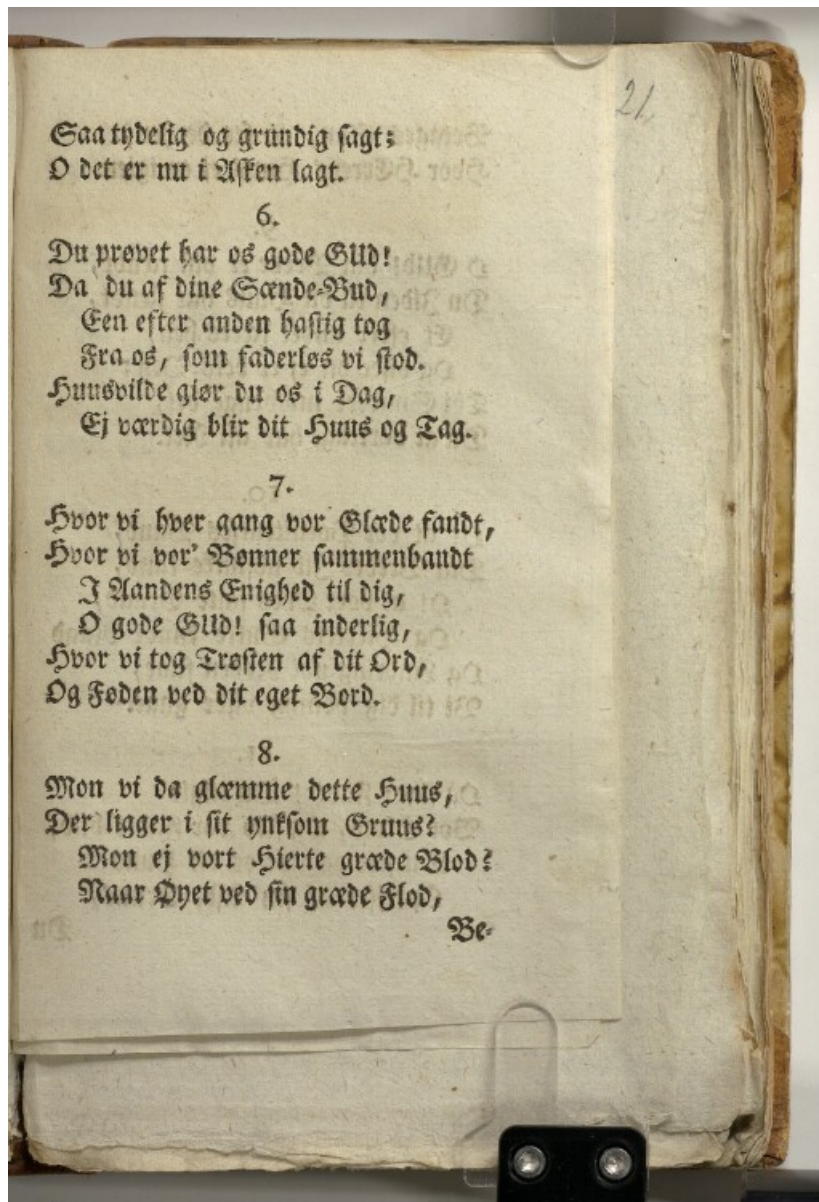 21.
Saa tydelig og grundig sagt;
O det er nu i Asken lagt.
6.
Du prøvet har os gode GUd!
Da du af dine Sænde-Bud,
Een efter anden hastig tog
Fra os, som faderløs vi stod.
Huusvilde giør du os i Dag,
Ej værdig blir dit Huus og Tag.
7.
Hvor vi hver gang vor Glæde fandt,
Hvor vi vor' Bønner sammenbandt
I Aandens Enighed til dig,
O gode GUd! saa inderlig,
Hvor vi tog Trøsten af dit Ord,
Og Føden ved dit eget Bord.
8.
Mon vi da glæmme dette Huus,
Der ligger i sit ynksom Gruus?
Mon ej vort Hierte græde Blod?
Naar Øyet ved sin græde Flod,
Be-